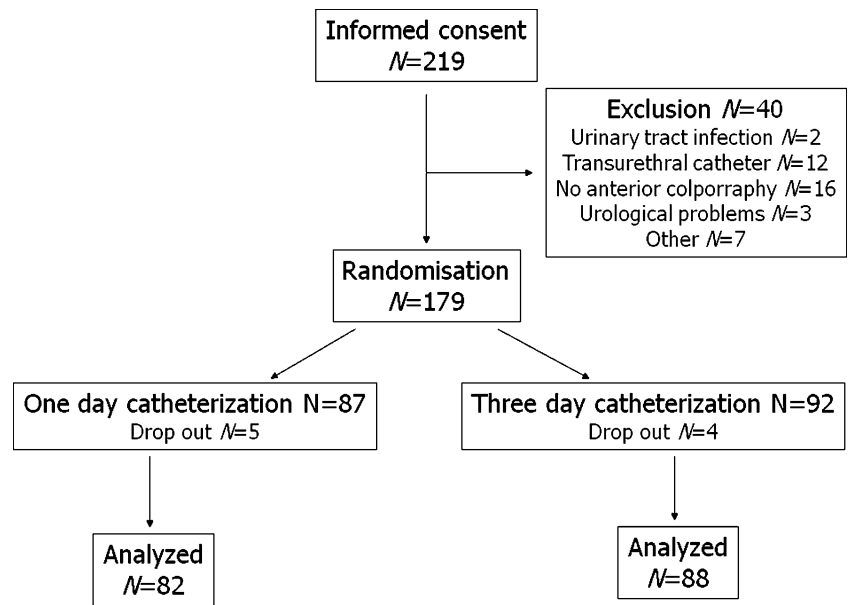 Informed consent
N=219
Exclusion N=40
Urinary tract infection N=2
Transurethral catheter N=12
No anterior colporraphy N=16
Urological problems N=3
Other N=7
Randomisation
N=179
One day catheterization N=87
Drop out N=5
Three day catheterization N=92
Drop out N=4
Analyzed
N=82
Analyzed
N=88